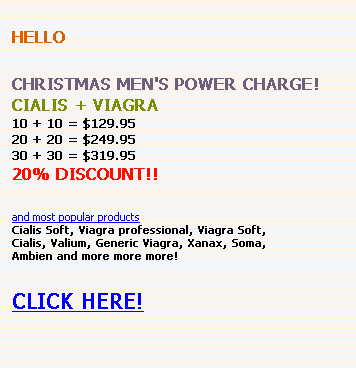 HELLO
CHRISTMAS MEN'S POWER CHARGE!
CIALIS + VIAGRA
10 + 10 = $129.95
20 + 20 = $249.95
30 + 30 = $319.95
20% DISCOUNT!!
and most popular products
Cialis Soft, Viagra professional, Viagra Soft,
Cialis, Valium, Generic Viagra, Xanax, Soma,
Ambien and more more more!
CLICK HERE!